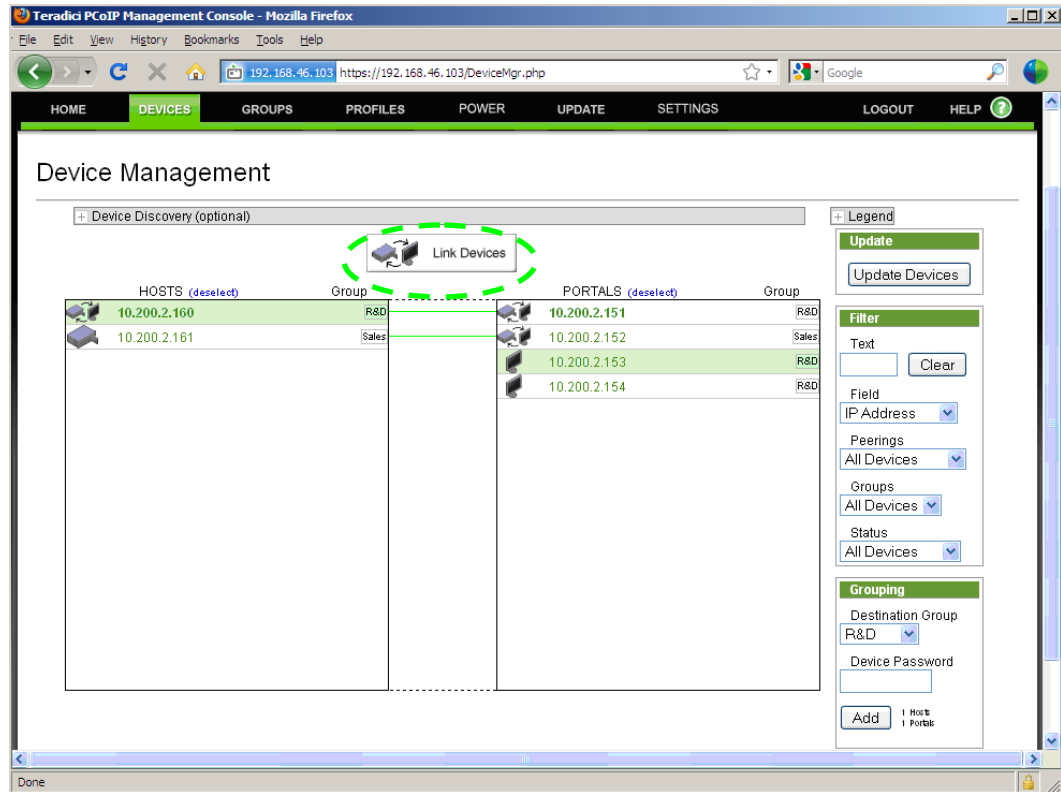 Teradici PCoIP Management Console - Mozilla Firefox
File Edit View History Bookmarks Tools Help
192.168.46.103 https://192.168.46.103/DeviceMgr.php Google
HOME DEVICES GROUPS PROFILES POWER UPDATE SETTINGS LOGOUT HELP ?
Device Management
+ Device Discovery (optional) + Legend
Link Devices
HOSTS (deselect) Group PORTALS (deselect) Group
10.200.2.160 R&D 10.200.2.151 R&D
10.200.2.161 Sales 10.200.2.152 Sales
10.200.2.153 R&D
10.200.2.154 R&D
Update
Update Devices
Filter
Text
Clear
Field
IP Address
Peerings
All Devices
Groups
All Devices
Status
All Devices
Grouping
Destination Group
R&D
Device Password
Add 1 Hosts
1 Portals
Done